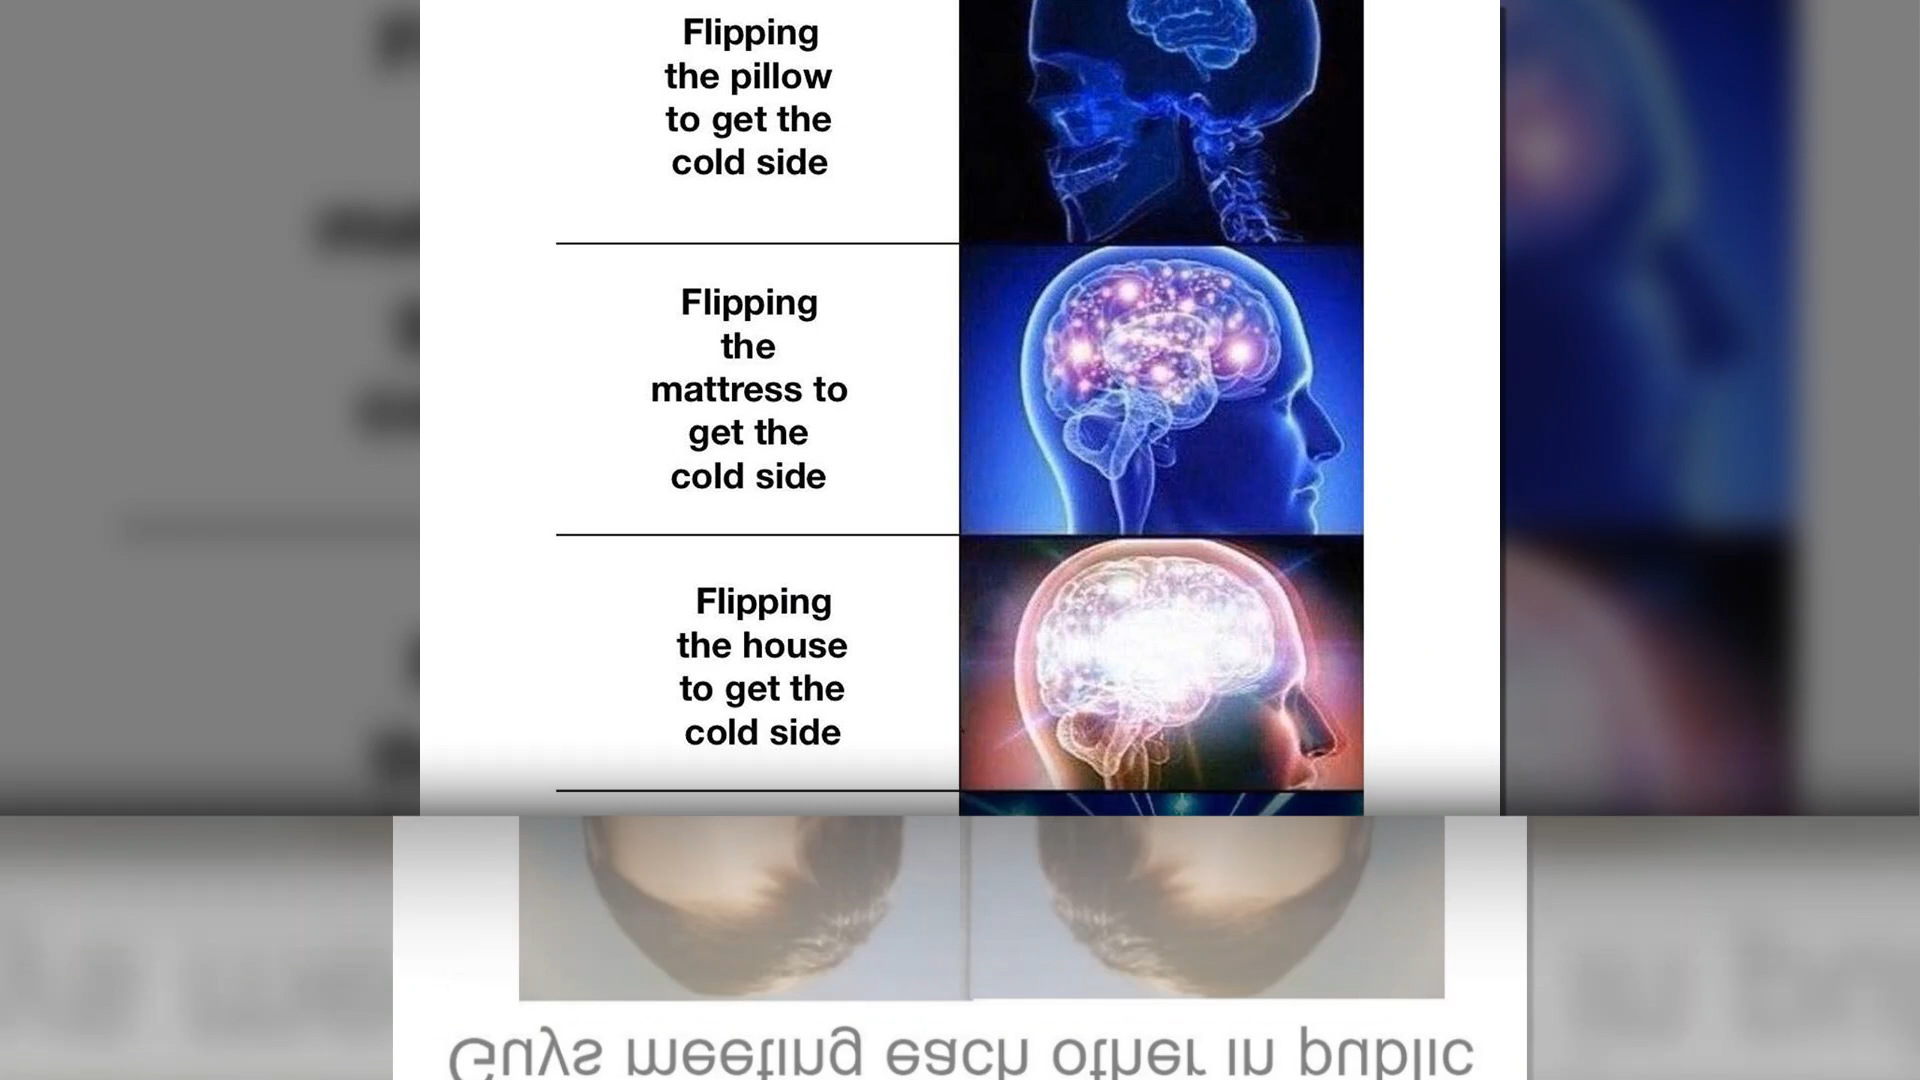 Flipping
the pillow
to get the
cold side
Flipping
the
mattress to
get the
cold side
Flipping
the house
to get the
cold side
Guys meeting each other in public